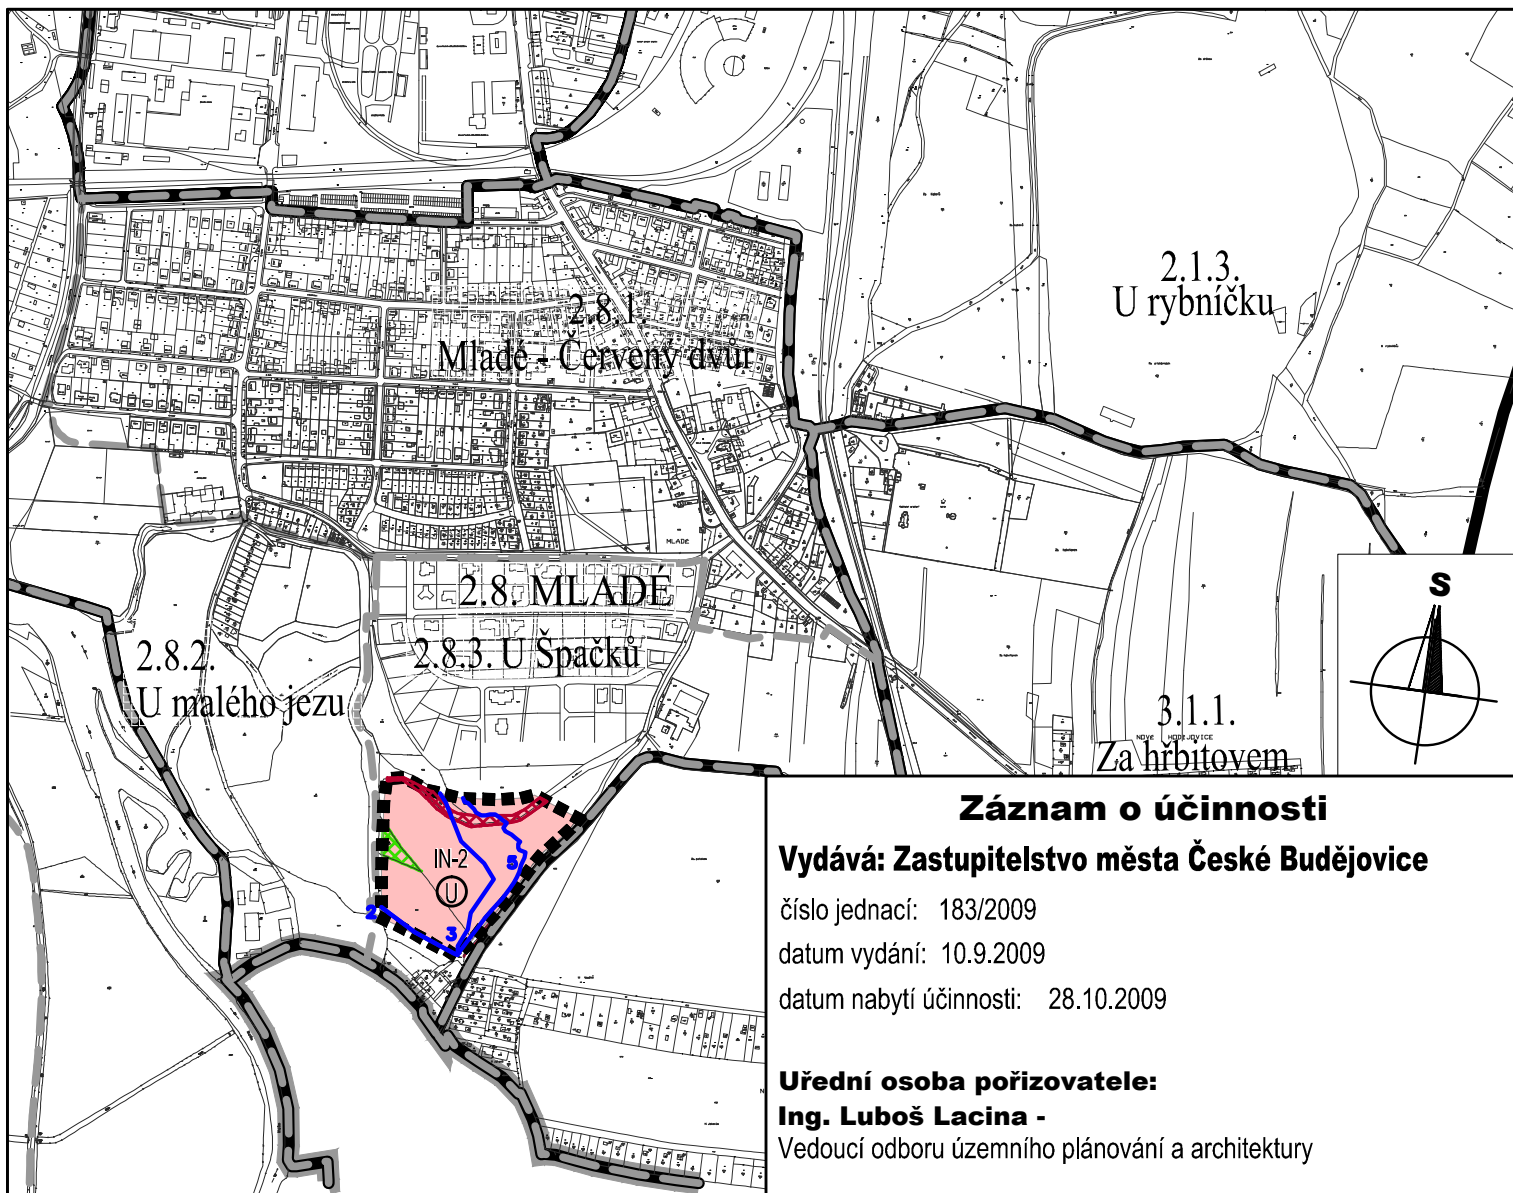 2.1.3.
U rybníčku
2.8.1.
Mladé - Červený dvůr
MLADÉ
2.8. MLADÉ
2.8.3. U Špačků
2.8.2.
U malého jezu
S
3.1.1.
NOVÉ HODĚJOVICE
Za hřbitovem
IN-2
U
5
2
3
Záznam o účinnosti
Vydává: Zastupitelstvo města České Budějovice
číslo jednací: 183/2009
datum vydání: 10.9.2009
datum nabytí účinnosti: 28.10.2009
Uřední osoba pořizovatele:
Ing. Luboš Lacina -
Vedoucí odboru územního plánování a architektury